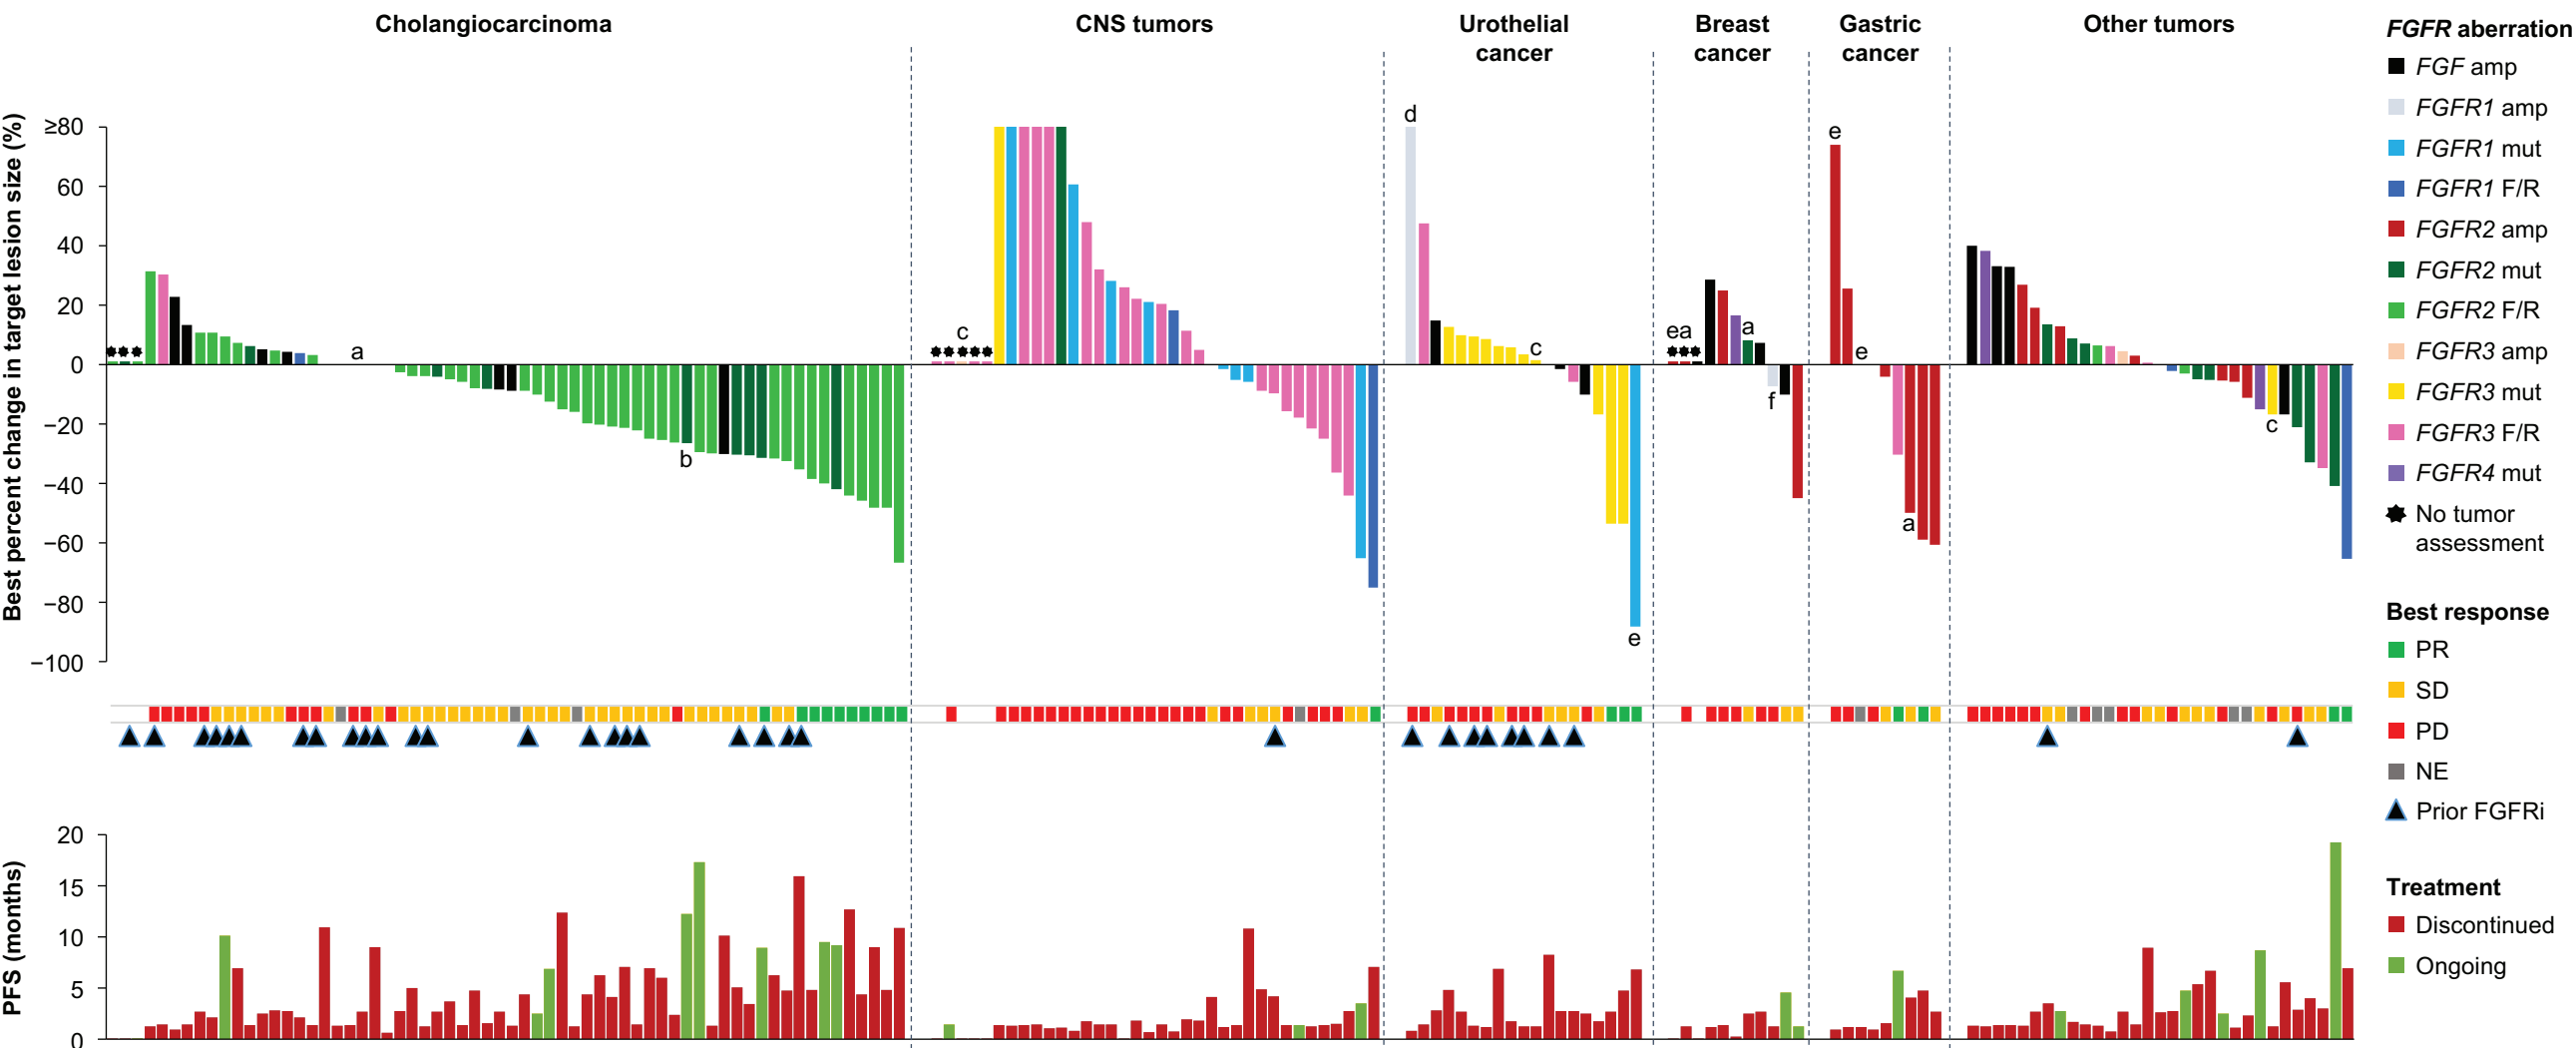 Cholangiocarcinoma
CNS tumors
Urothelial
cancer
Breast
cancer
Gastric
cancer
Other tumors
Best percent change in target lesion size (%)
≥80
60
40
20
0
−20
−40
−60
−80
−100
a
b
c
d
c
e
ea
a
f
e
e
a
c
PFS (months)
20
15
10
5
0
FGFR aberration
FGF amp
FGFR1 amp
FGFR1 mut
FGFR1 F/R
FGFR2 amp
FGFR2 mut
FGFR2 F/R
FGFR3 amp
FGFR3 mut
FGFR3 F/R
FGFR4 mut
No tumor
assessment
Best response
PR
SD
PD
NE
Prior FGFRi
Treatment
Discontinued
Ongoing